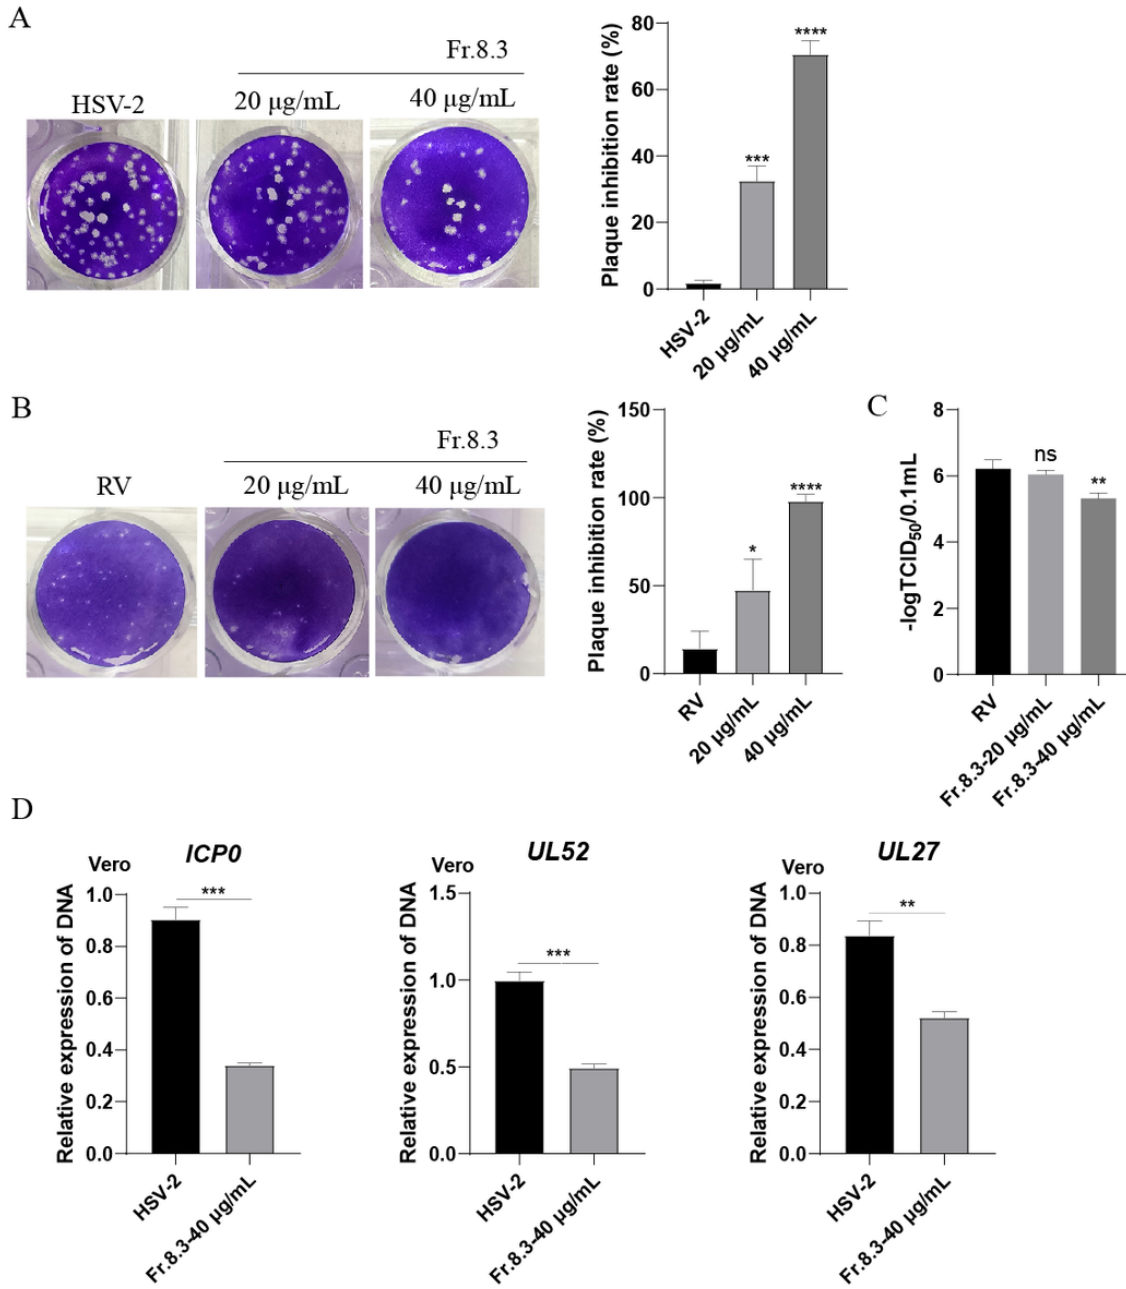 A
Fr.8.3
HSV-2
20 μg/mL
40 μg/mL
Plaque inhibition rate (%)
80
60
40
20
0
***
****
HSV-2
20 μg/mL
40 μg/mL
B
Fr.8.3
RV
20 μg/mL
40 μg/mL
Plaque inhibition rate (%)
150
100
50
0
*
****
RV
20 μg/mL
40 μg/mL
C
-logTCID50/0.1mL
8
6
4
2
0
ns
**
RV
Fr.8.3-20 μg/mL
Fr.8.3-40 μg/mL
D
Vero
ICP0
Relative expression of DNA
1.0
0.8
0.6
0.4
0.2
0.0
***
HSV-2
Fr.8.3-40 μg/mL
Vero
UL52
Relative expression of DNA
1.5
1.0
0.5
0.0
***
HSV-2
Fr.8.3-40 μg/mL
Vero
UL27
Relative expression of DNA
1.0
0.8
0.6
0.4
0.2
0.0
**
HSV-2
Fr.8.3-40 μg/mL